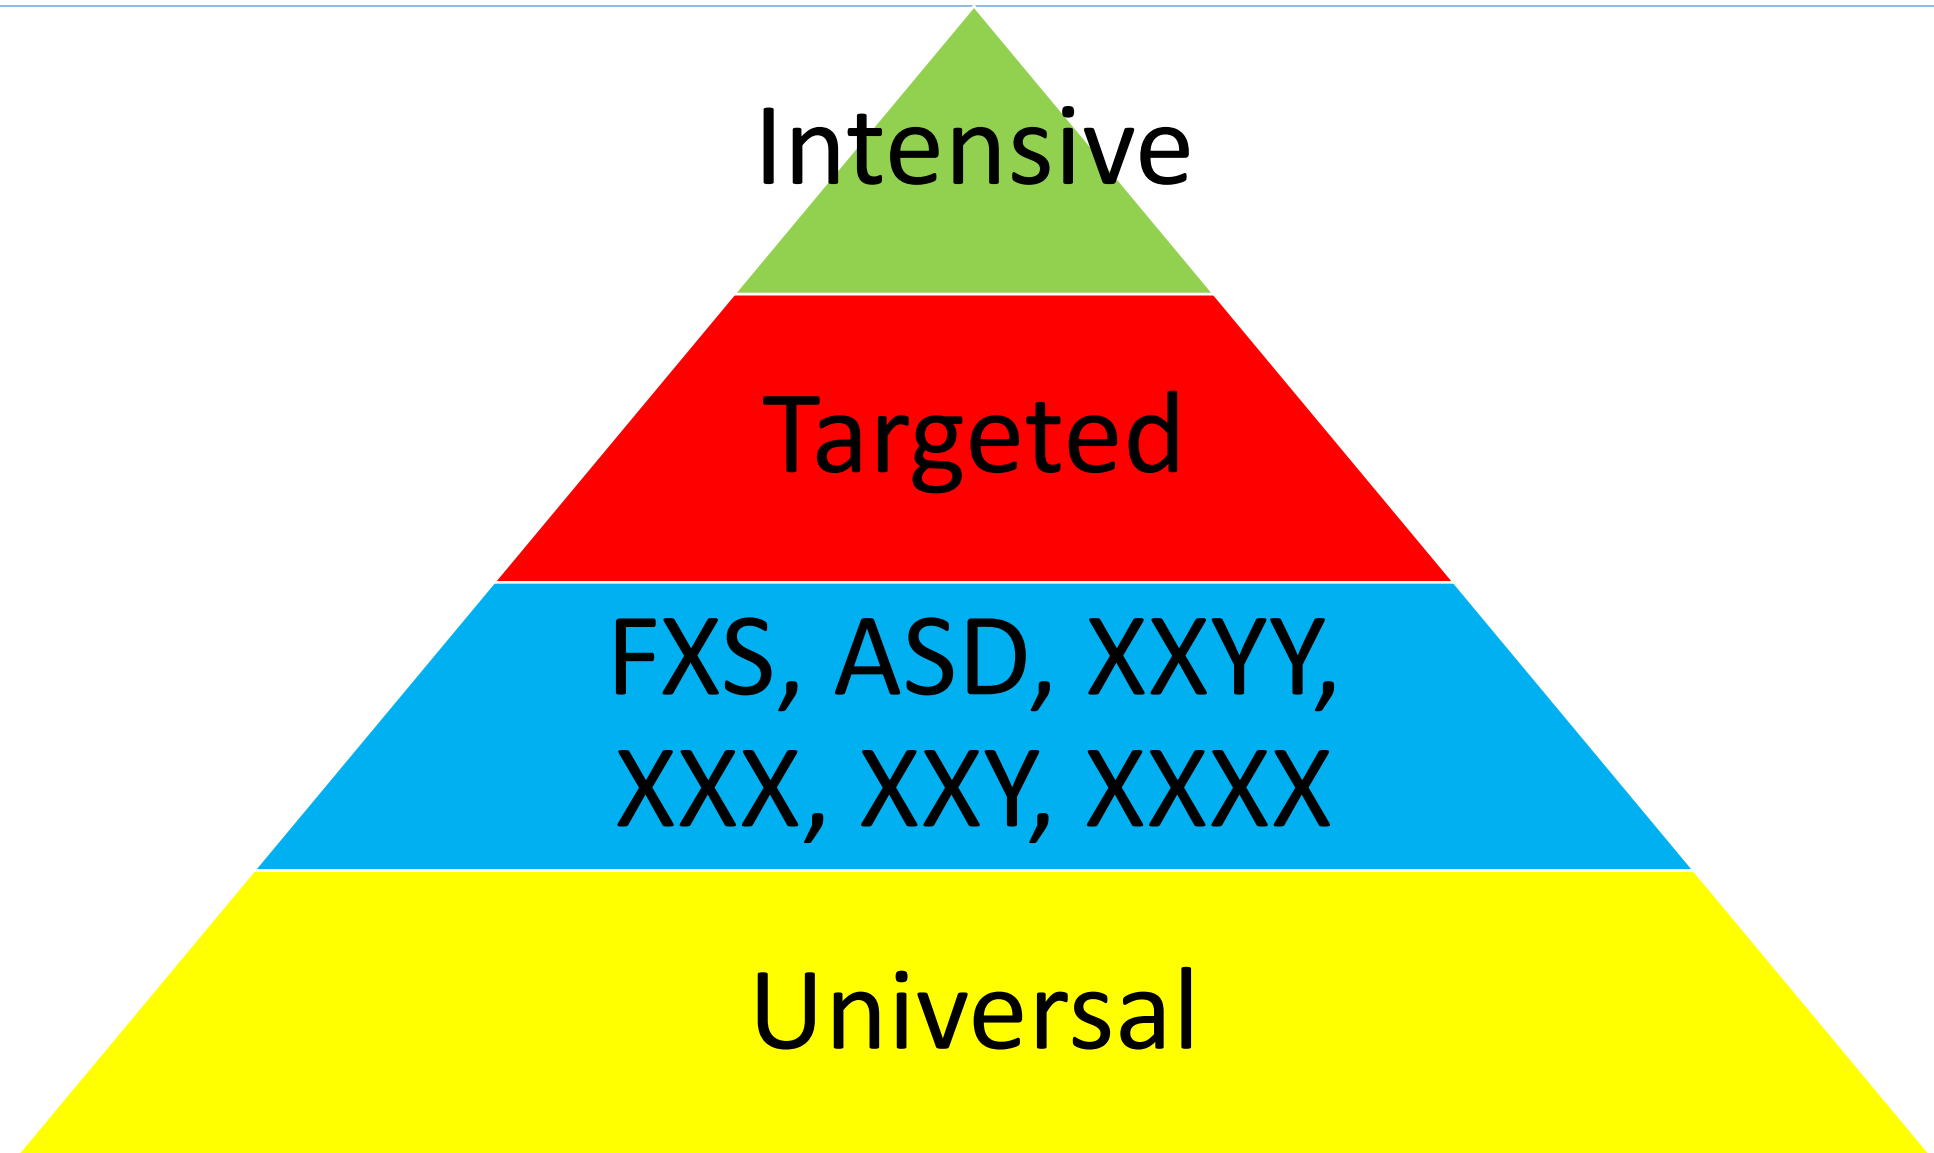 Intensive
Targeted
FXS, ASD, XXYY,
XXX, XXY, XXXX
Universal